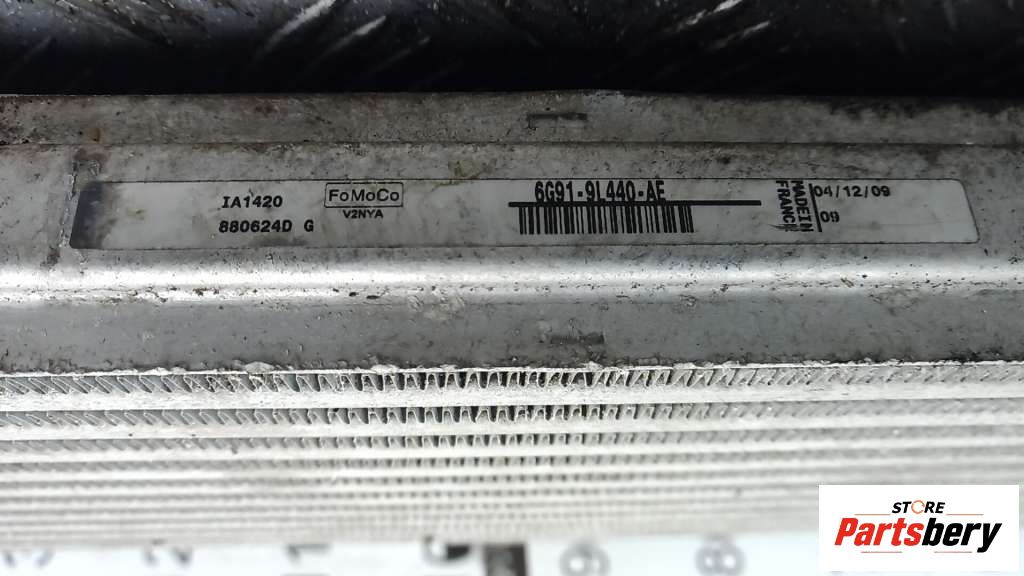 IA1420
880624D G
FoMoCo
V2NYA
6G91-9L440-AE
MADE IN
FRANCE
04/12/09
09
STORE
Partsbery